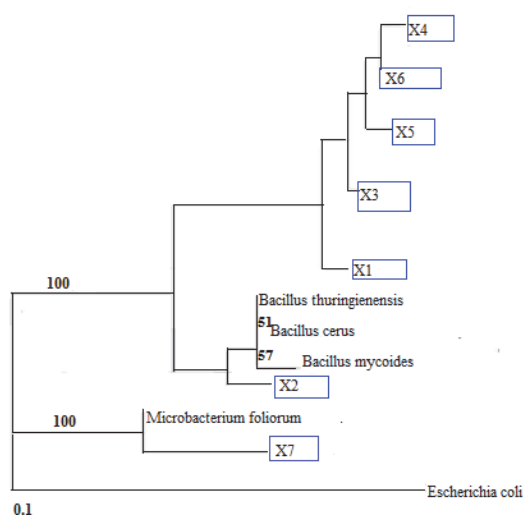 X4
X6
X5
X3
X1
100
Bacillus thuringienensis
51
Bacillus cerus
57
Bacillus mycoides
X2
Microbacterium foliorum
100
X7
Escherichia coli
0.1